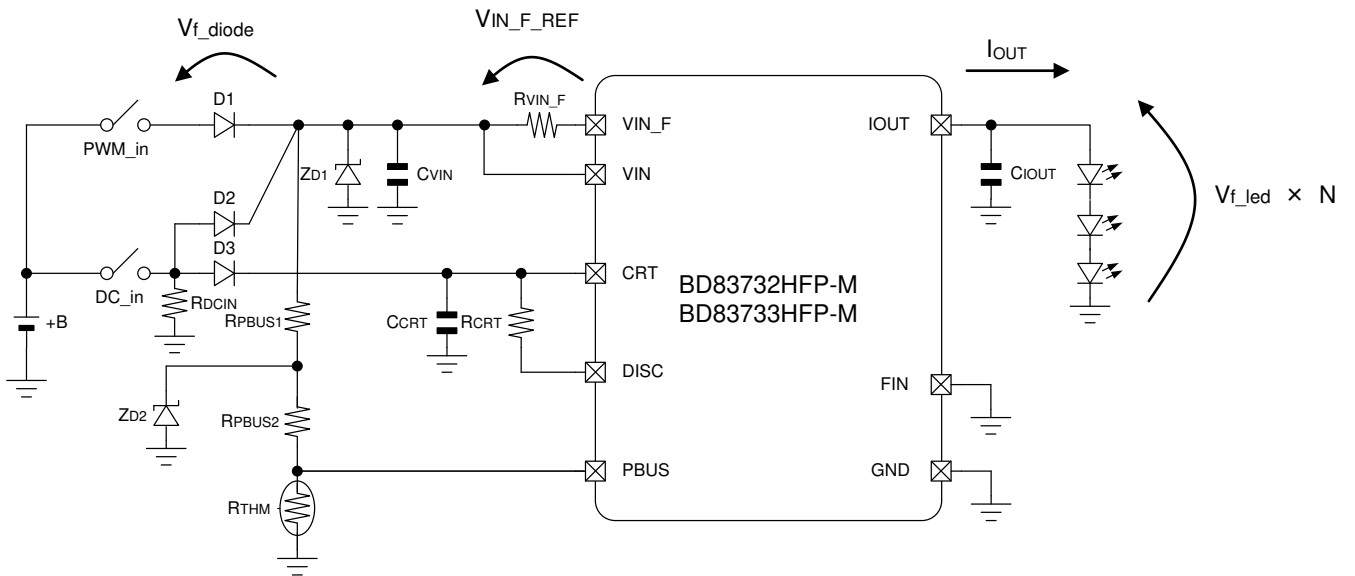 Vf_diode
VIN_F_REF
IOUT
D1
RVIN_F
PWM_in
ZD1
CVIN
VIN_F
VIN
IOUT
CIOUT
Vf_led × N
D2
D3
DC_in
RDCIN
+B
CRT
BD83732HFP-M
BD83733HFP-M
RPBUS1
CCRT
RCRT
DISC
FIN
ZD2
RPBUS2
PBUS
GND
RTHM